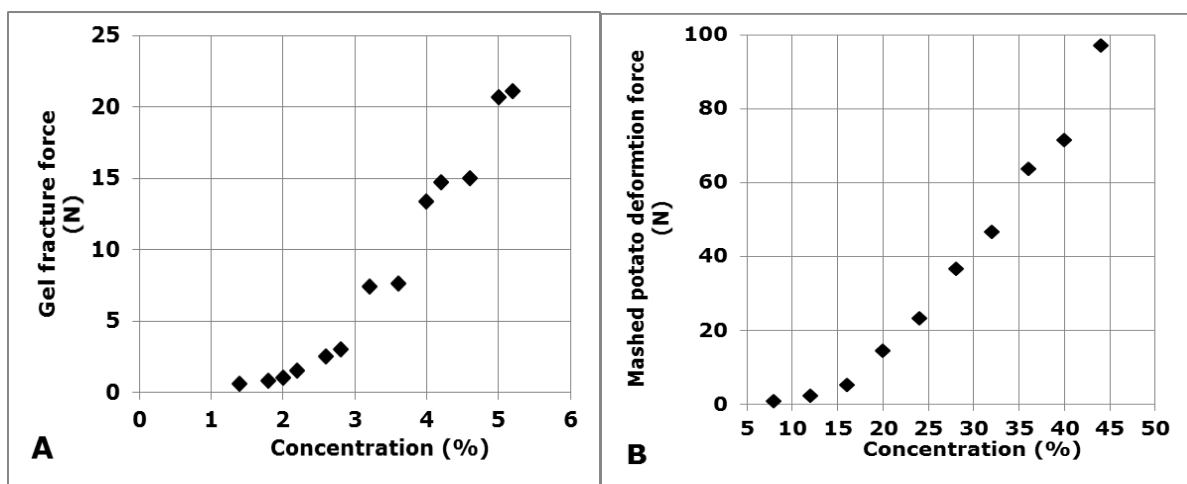 Gel fracture force
(N)
25
20
15
10
5
0
0 1 2 3 4 5 6
Concentration (%)
A
Mashed potato deformtion force
(N)
100
80
60
40
20
0
5 10 15 20 25 30 35 40 45 50
Concentration (%)
B